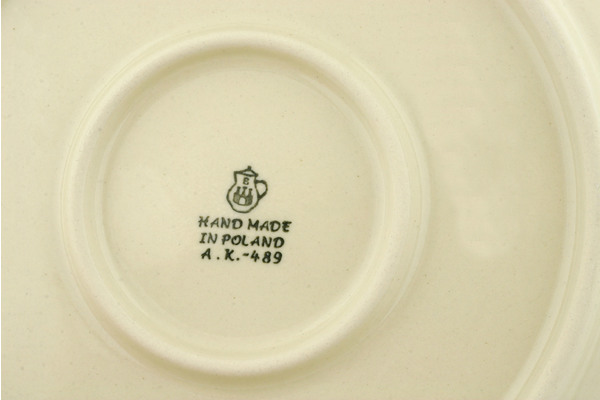 B
HAND MADE
IN POLAND
A.K.-489